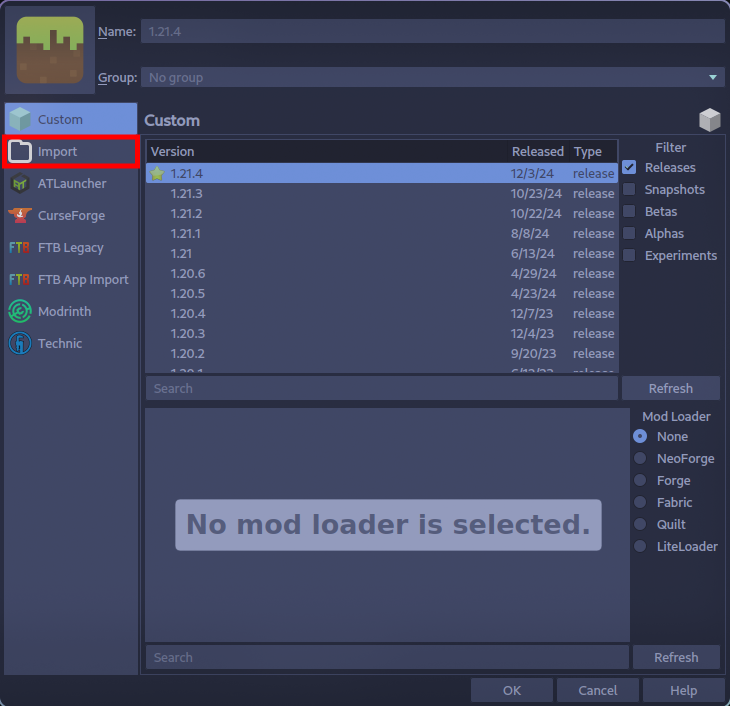 Name: 1.21.4
Group: No group
Custom
Import
ATLauncher
CurseForge
FTB FTB Legacy
FTB FTB App Import
Modrinth
Technic
Custom
Version Released Type
1.21.4 12/3/24 release
1.21.3 10/23/24 release
1.21.2 10/22/24 release
1.21.1 8/8/24 release
1.21 6/13/24 release
1.20.6 4/29/24 release
1.20.5 4/23/24 release
1.20.4 12/7/23 release
1.20.3 12/4/23 release
1.20.2 9/20/23 release
Filter
Releases
Snapshots
Betas
Alphas
Experiments
Search
Refresh
No mod loader is selected.
Mod Loader
None
NeoForge
Forge
Fabric
Quilt
LiteLoader
Search
Refresh
OK Cancel Help